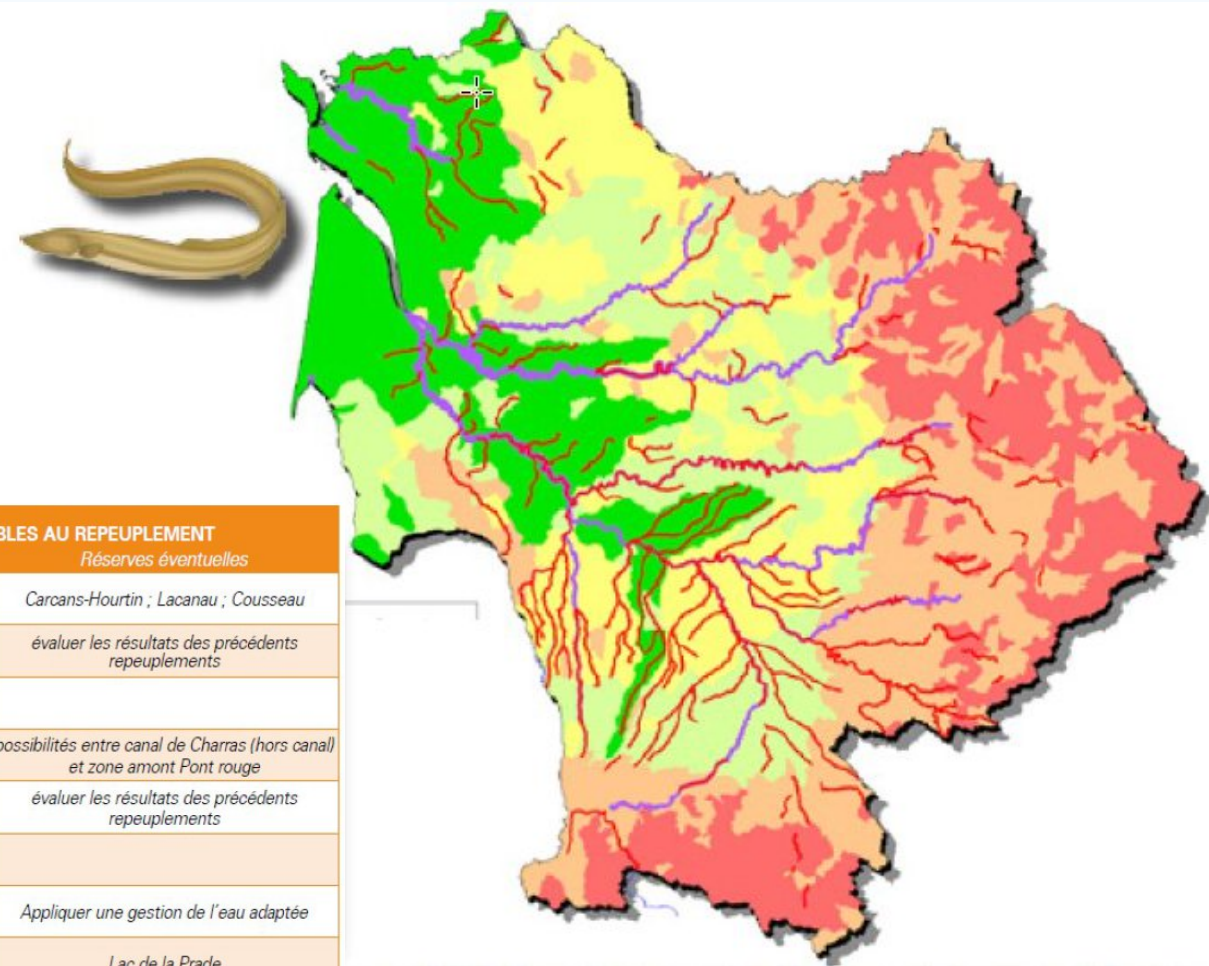 BLES AU REPEUPLEMENT
Réserves éventuelles
Carcans-Hourtin ; Lacanau ; Cousseau
évaluer les résultats des précédents
repeuplements
possibilités entre canal de Charras (hors canal)
et zone amont Pont rouge
évaluer les résultats des précédents
repeuplements
Appliquer une gestion de l'eau adaptée
Lac de la Prade